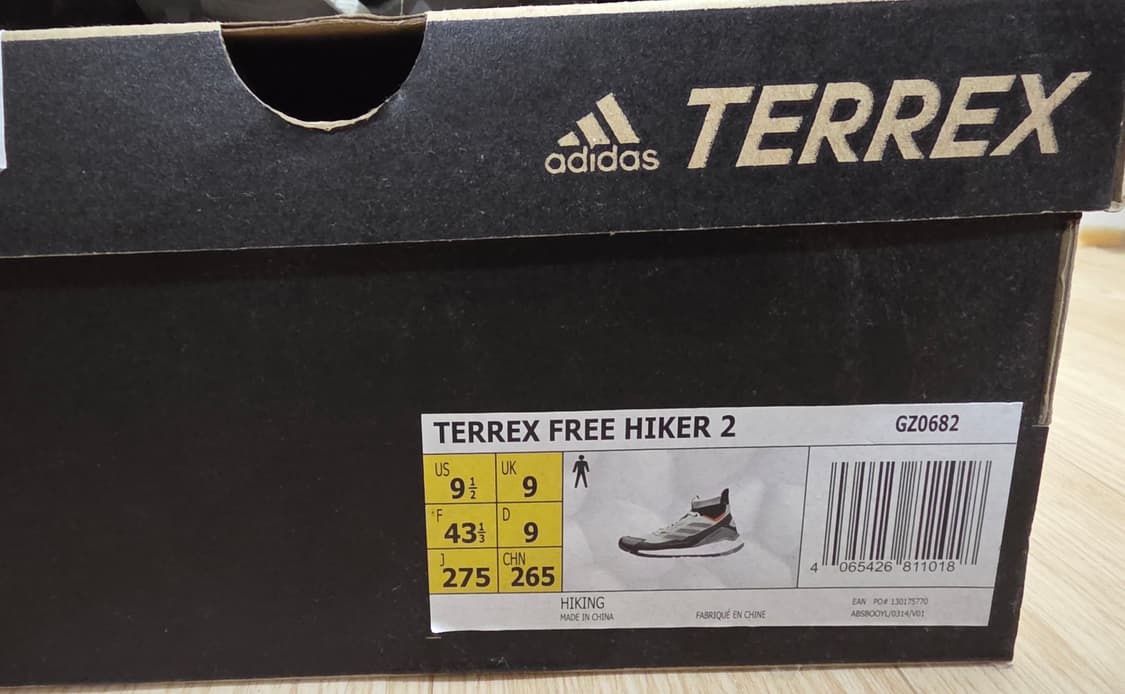 adidas TERREX
TERREX FREE HIKER 2 GZ0682
US 9½ UK 9
F 43⅓ D 9
J 275 CHN 265
4 065426 811018
HIKING
MADE IN CHINA
FABRIQUÉ EN CHINE
EAN PO# 130175770
ABSBOOYL/0314/V01